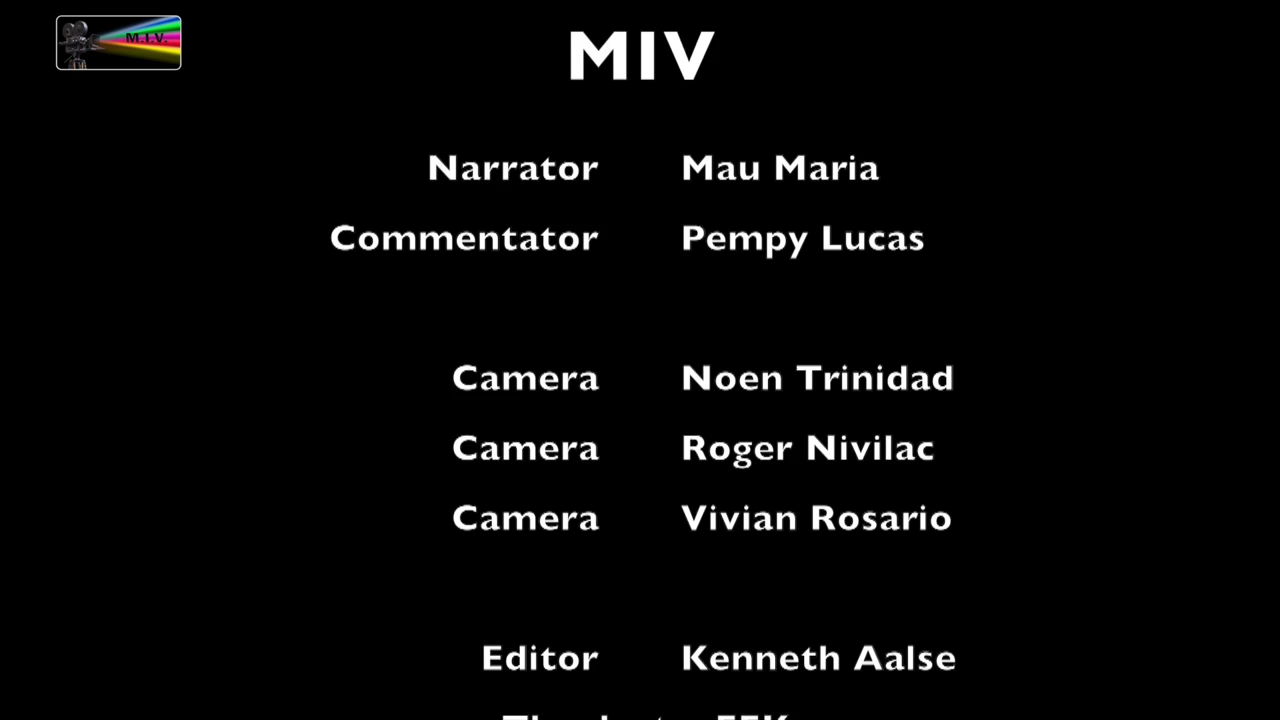 M.I.V.
MIV
Narrator Mau Maria
Commentator Pempy Lucas
Camera Noen Trinidad
Camera Roger Nivilac
Camera Vivian Rosario
Editor Kenneth Aalse